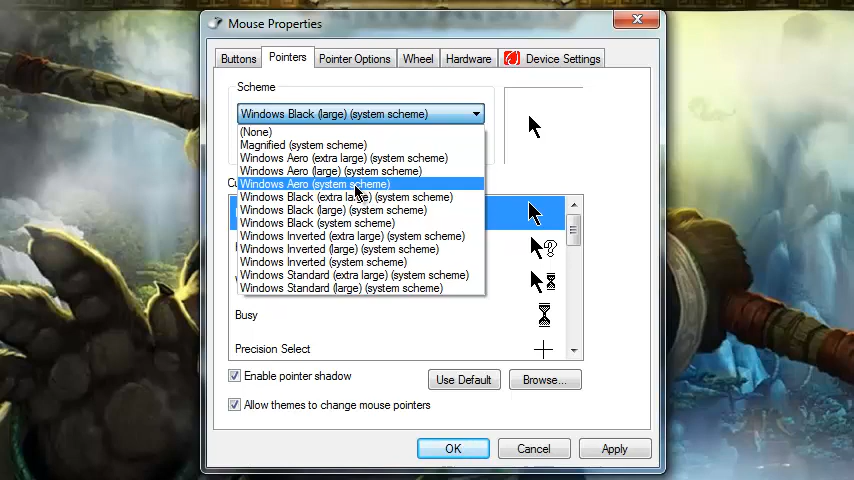 Mouse Properties
Buttons
Pointers
Pointer Options
Wheel
Hardware
Device Settings
Scheme
Windows Black (large) (system scheme)
(None)
Magnified (system scheme)
Windows Aero (extra large) (system scheme)
Windows Aero (large) (system scheme)
Windows Aero (system scheme)
Windows Black (extra large) (system scheme)
Windows Black (large) (system scheme)
Windows Black (system scheme)
Windows Inverted (extra large) (system scheme)
Windows Inverted (large) (system scheme)
Windows Inverted (system scheme)
Windows Standard (extra large) (system scheme)
Windows Standard (large) (system scheme)
Busy
Precision Select
Enable pointer shadow
Use Default
Browse...
Allow themes to change mouse pointers
OK
Cancel
Apply